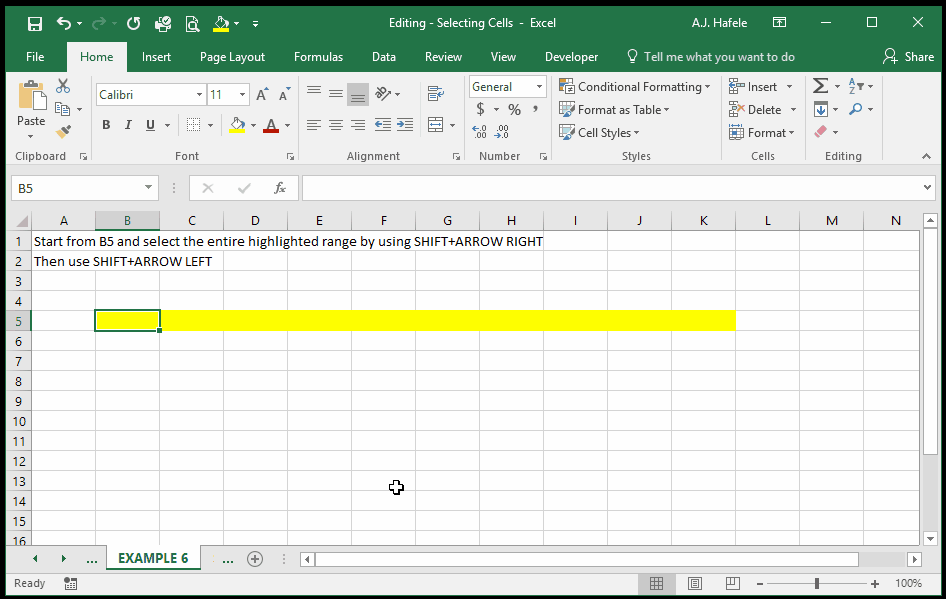 Editing - Selecting Cells - Excel A.J. Hafele
File Home Insert Page Layout Formulas Data Review View Developer Tell me what you want to do Share
Paste Calibri 11 A A General Conditional Formatting Insert Σ A Z
B I U A $ % , Format as Table Delete
.0 .00 .00 .0 Cell Styles Format
Clipboard Font Alignment Number Styles Cells Editing
B5 fx
A B C D E F G H I J K L M N
1 Start from B5 and select the entire highlighted range by using SHIFT+ARROW RIGHT
2 Then use SHIFT+ARROW LEFT
3
4
5
6
7
8
9
10
11
12
13
14
15
16
... EXAMPLE 6 ...
Ready 100%